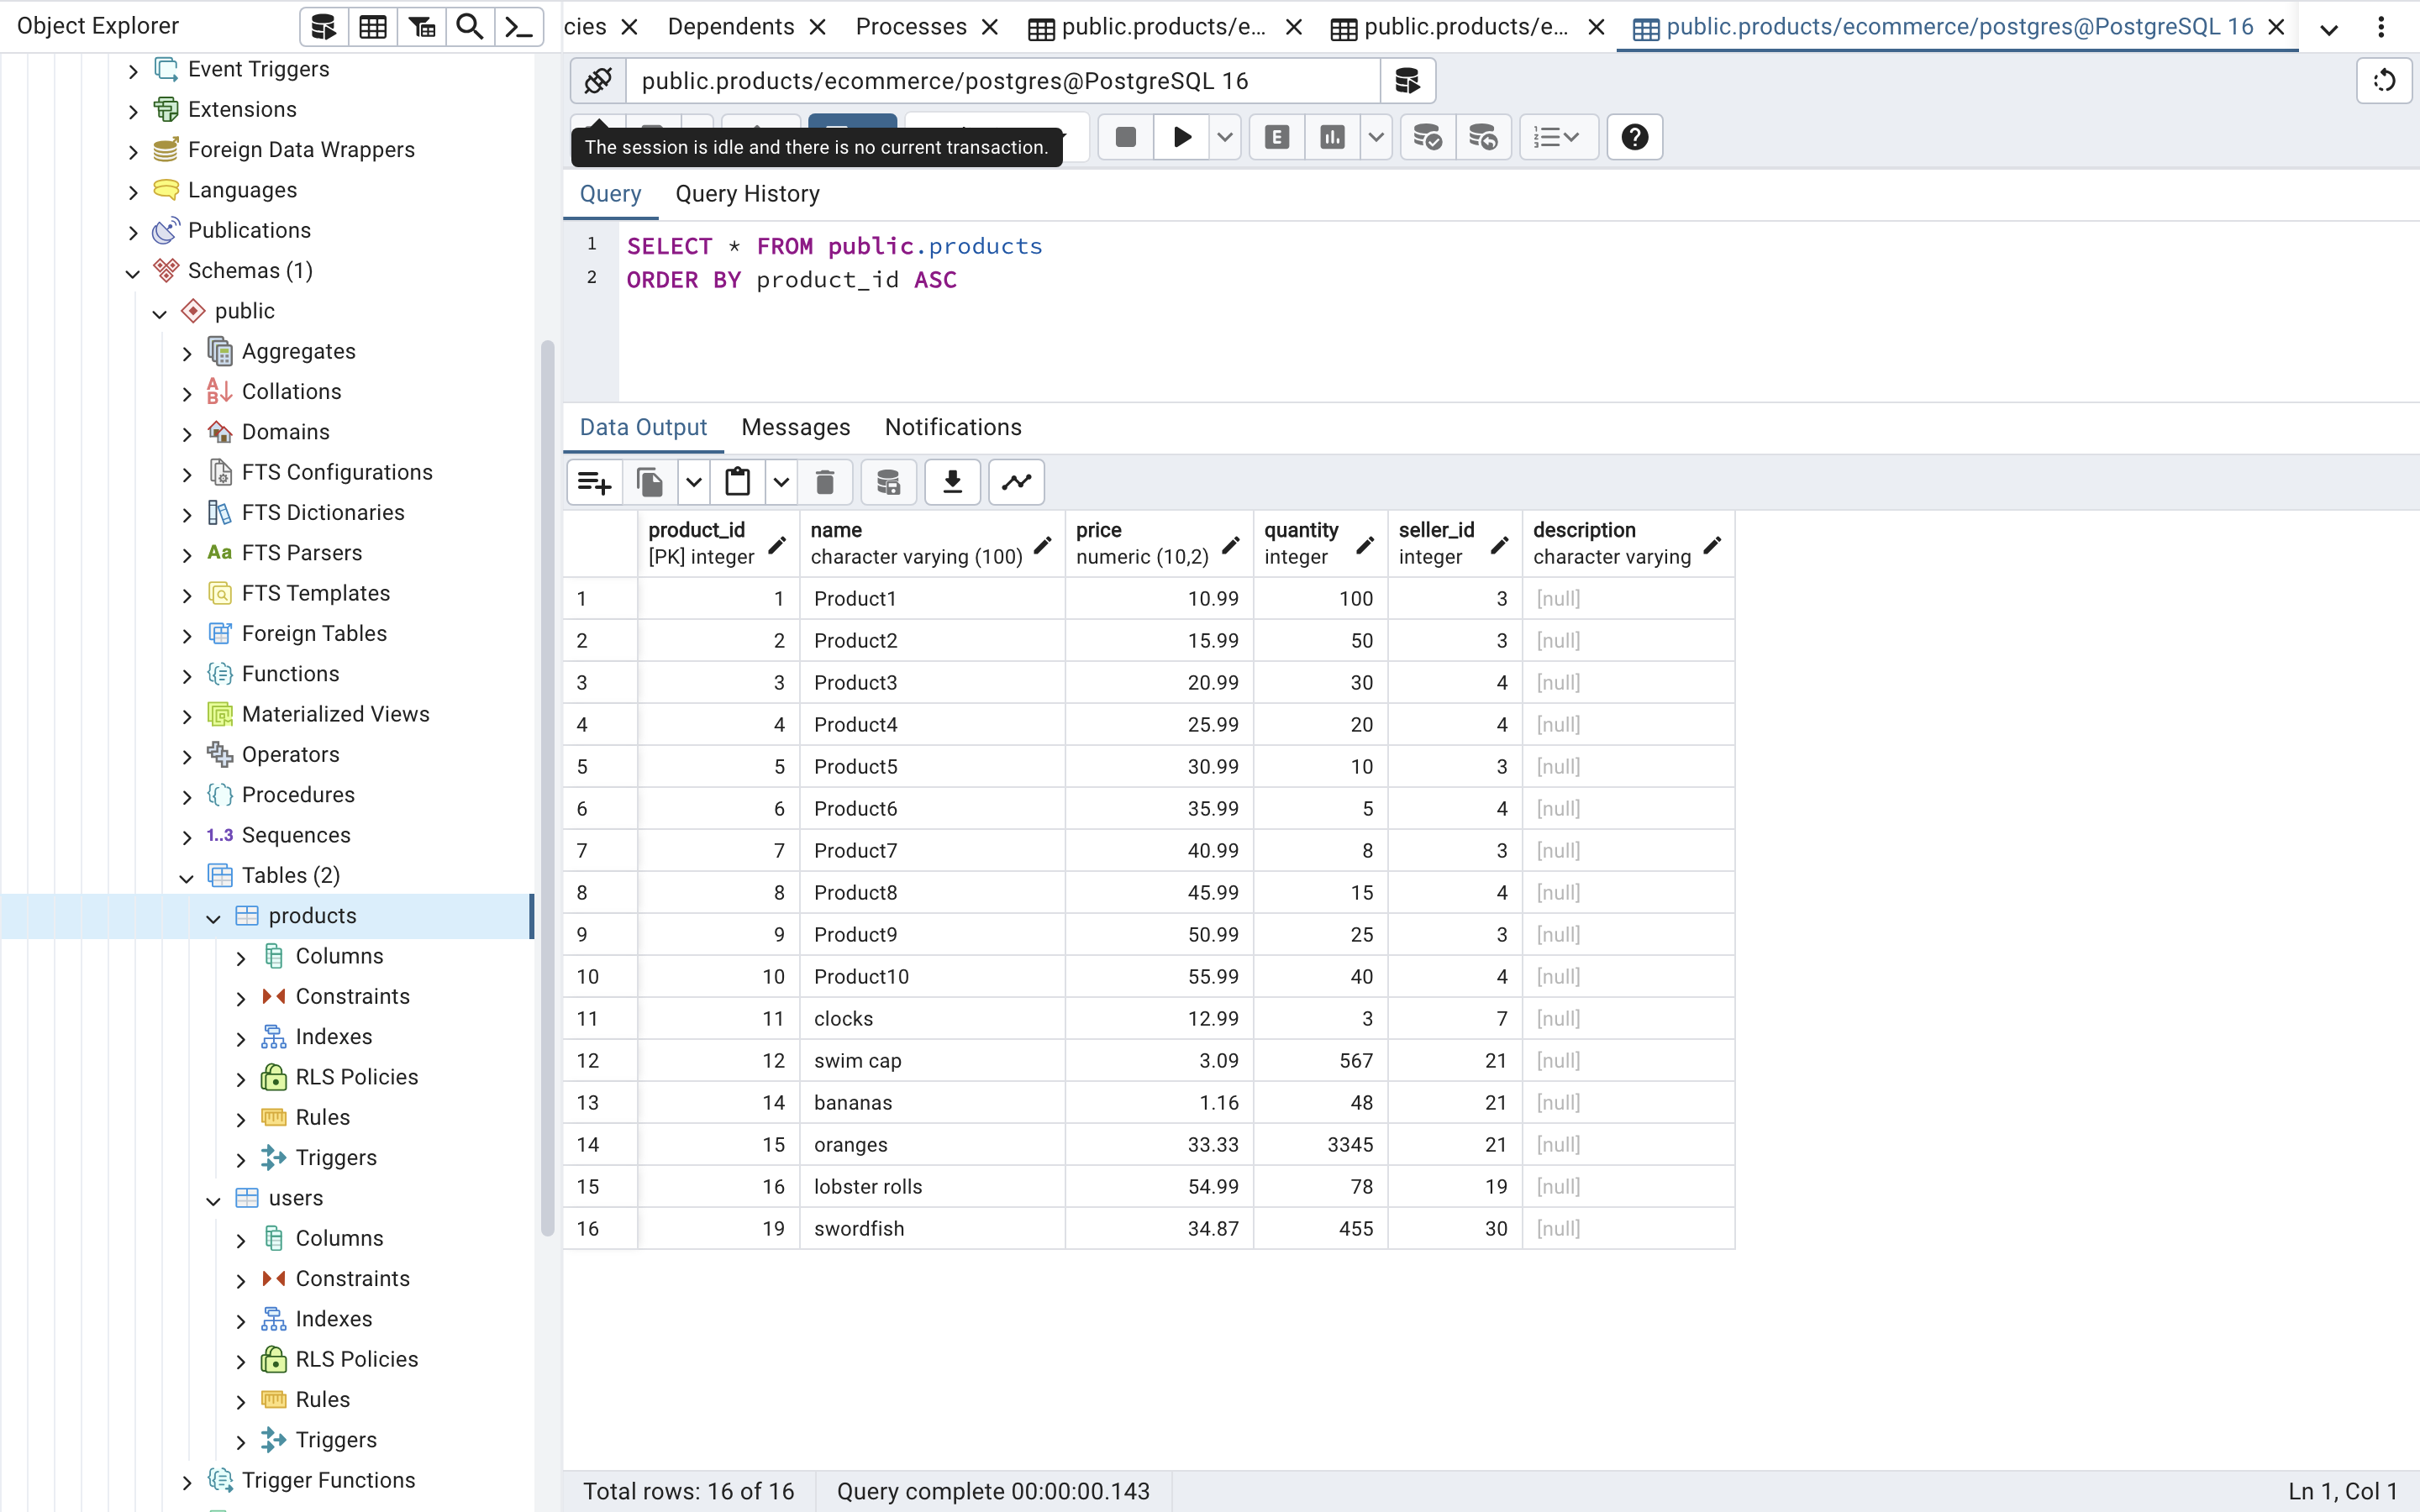 Object Explorer
cies
Dependents
Processes
public.products/e...
public.products/e...
public.products/ecommerce/postgres@PostgreSQL 16
public.products/ecommerce/postgres@PostgreSQL 16
The session is idle and there is no current transaction.
E
Event Triggers
Extensions
Foreign Data Wrappers
Languages
Publications
Schemas (1)
public
Aggregates
Collations
Domains
FTS Configurations
FTS Dictionaries
Aa FTS Parsers
FTS Templates
Foreign Tables
Functions
Materialized Views
Operators
Procedures
1..3 Sequences
Tables (2)
products
Columns
Constraints
Indexes
RLS Policies
Rules
Triggers
users
Columns
Constraints
Indexes
RLS Policies
Rules
Triggers
Trigger Functions
Query Query History
1 SELECT * FROM public.products
2 ORDER BY product_id ASC
Data Output Messages Notifications
product_id name price quantity seller_id description
[PK] integer character varying (100) numeric (10,2) integer integer character varying
1 1 Product1 10.99 100 3 [null]
2 2 Product2 15.99 50 3 [null]
3 3 Product3 20.99 30 4 [null]
4 4 Product4 25.99 20 4 [null]
5 5 Product5 30.99 10 3 [null]
6 6 Product6 35.99 5 4 [null]
7 7 Product7 40.99 8 3 [null]
8 8 Product8 45.99 15 4 [null]
9 9 Product9 50.99 25 3 [null]
10 10 Product10 55.99 40 4 [null]
11 11 clocks 12.99 3 7 [null]
12 12 swim cap 3.09 567 21 [null]
13 14 bananas 1.16 48 21 [null]
14 15 oranges 33.33 3345 21 [null]
15 16 lobster rolls 54.99 78 19 [null]
16 19 swordfish 34.87 455 30 [null]
Total rows: 16 of 16
Query complete 00:00:00.143
Ln 1, Col 1